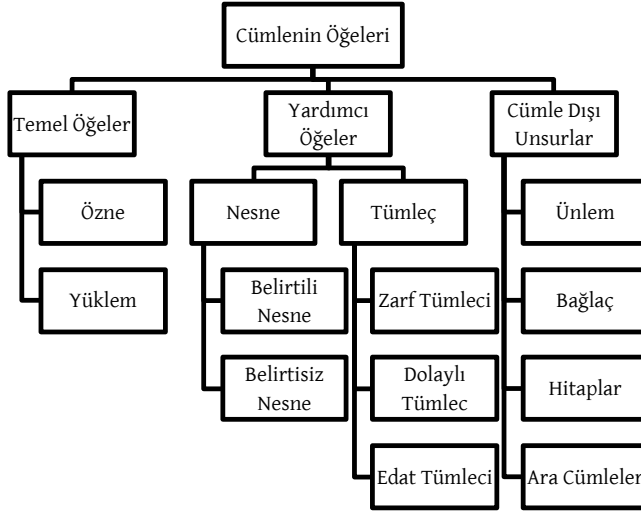 Cümlenin Öğeleri
Temel Öğeler
Yardımcı
Öğeler
Cümle Dışı
Unsurlar
Özne
Nesne
Tümleç
Ünlem
Yüklem
Belirtili
Nesne
Zarf Tümleci
Bağlaç
Belirtisiz
Nesne
Dolaylı
Tümlec
Hitaplar
Edat Tümleci
Ara Cümleler